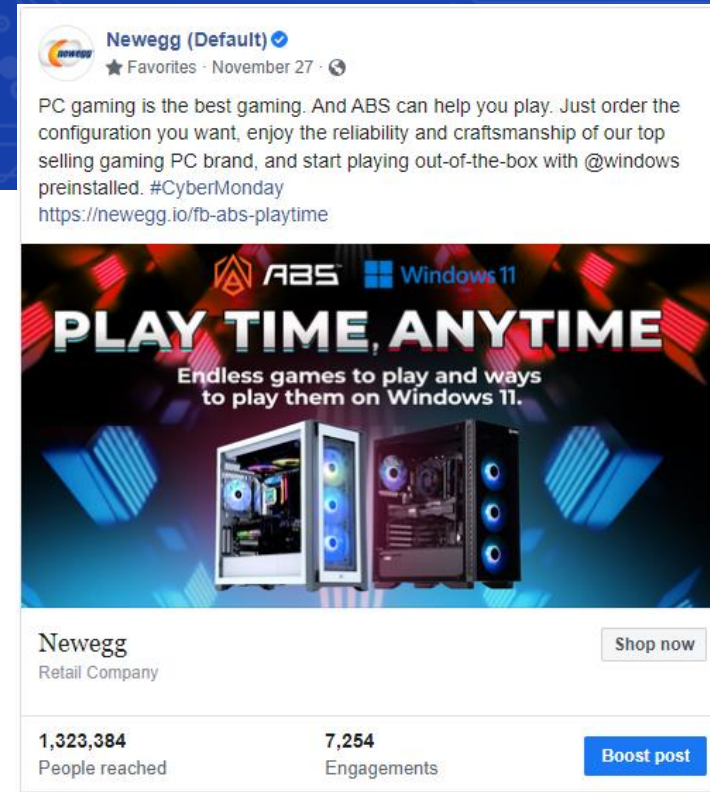 newegg
Newegg (Default)
Favorites · November 27 ·
PC gaming is the best gaming. And ABS can help you play. Just order the
configuration you want, enjoy the reliability and craftsmanship of our top
selling gaming PC brand, and start playing out-of-the-box with @windows
preinstalled. #CyberMonday
https://newegg.io/fb-abs-playtime
ABS Windows 11
PLAY TIME, ANYTIME
Endless games to play and ways
to play them on Windows 11.
Newegg
Shop now
Retail Company
1,323,384 7,254
Boost post
People reached Engagements